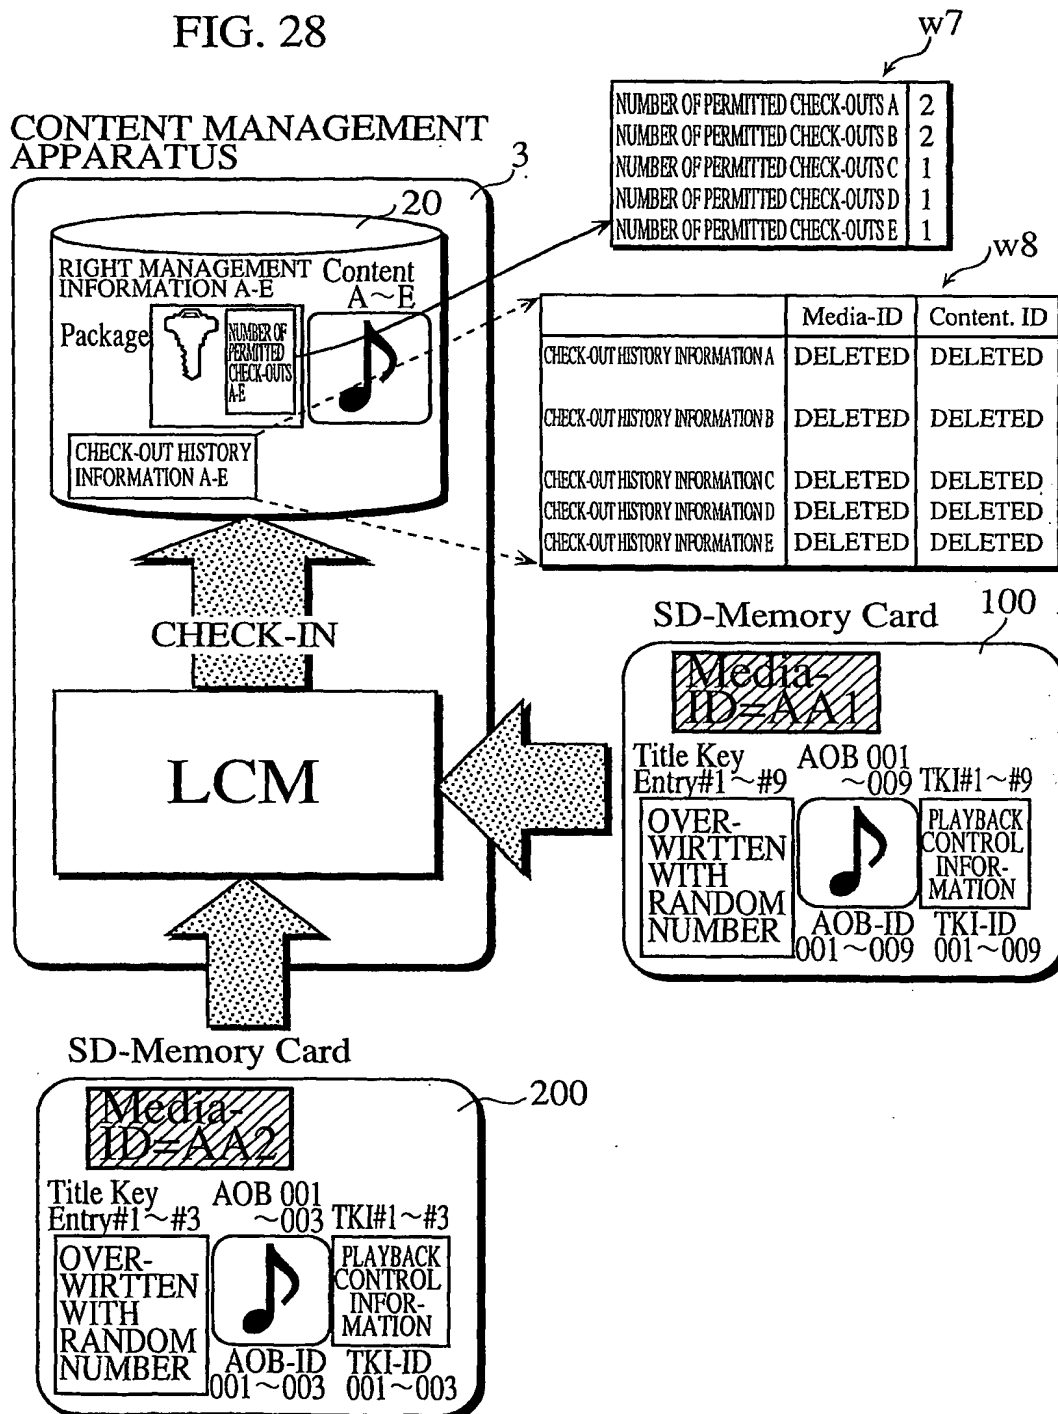 FIG. 28
w7
NUMBER OF PERMITTED CHECK-OUTS A 2
NUMBER OF PERMITTED CHECK-OUTS B 2
NUMBER OF PERMITTED CHECK-OUTS C 1
NUMBER OF PERMITTED CHECK-OUTS D 1
NUMBER OF PERMITTED CHECK-OUTS E 1
CONTENT MANAGEMENT
APPARATUS
3
20
RIGHT MANAGEMENT
INFORMATION A-E
Content
A~E
Package
NUMBER OF
PERMITTED
CHECK-OUTS
A-E
CHECK-OUT HISTORY
INFORMATION A-E
w8
Media-ID Content. ID
CHECK-OUT HISTORY INFORMATION A DELETED DELETED
CHECK-OUT HISTORY INFORMATION B DELETED DELETED
CHECK-OUT HISTORY INFORMATION C DELETED DELETED
CHECK-OUT HISTORY INFORMATION D DELETED DELETED
CHECK-OUT HISTORY INFORMATION E DELETED DELETED
CHECK-IN
LCM
SD-Memory Card
100
Media-
ID=AA1
Title Key
Entry#1~#9
AOB 001
~009
TKI#1~#9
OVER-
WIRTTEN
WITH
RANDOM
NUMBER
PLAYBACK
CONTROL
INFOR-
MATION
AOB-ID
001~009
TKI-ID
001~009
SD-Memory Card
200
Media-
ID=AA2
Title Key
Entry#1~#3
AOB 001
~003
TKI#1~#3
OVER-
WIRTTEN
WITH
RANDOM
NUMBER
PLAYBACK
CONTROL
INFOR-
MATION
AOB-ID
001~003
TKI-ID
001~003